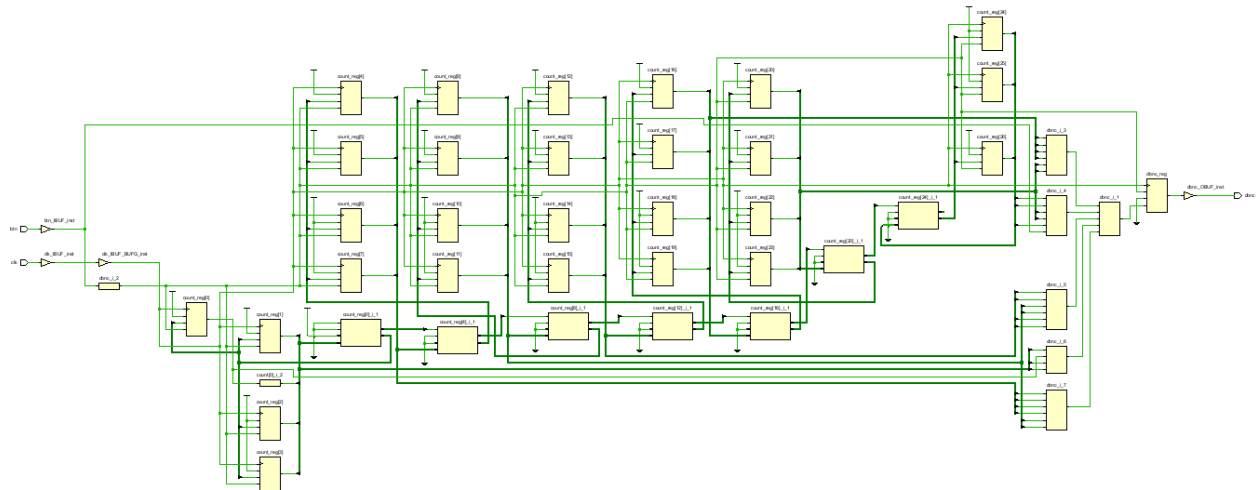 count_reg[26]
count_reg[4]
count_reg[8]
count_reg[12]
count_reg[16]
count_reg[20]
count_reg[25]
count_reg[5]
count_reg[9]
count_reg[13]
count_reg[17]
count_reg[21]
dbnc_i_3
dbnc_i_4
dbnc_i_1
dbnc_reg
dbnc_OBUF_inst
dbnc
btn
btn_IBUF_inst
count_reg[6]
count_reg[10]
count_reg[14]
count_reg[18]
count_reg[22]
count_reg[24]_i_1
clk
clk_IBUF_inst
clk_IBUF_BUFG_inst
count_reg[7]
count_reg[11]
count_reg[15]
count_reg[19]
count_reg[23]
count_reg[20]_i_1
dbnc_i_2
dbnc_i_5
count_reg[0]
count_reg[1]
count_reg[0]_i_1
count_reg[4]_i_1
count_reg[8]_i_1
count_reg[12]_i_1
count_reg[16]_i_1
dbnc_i_6
count[0]_i_2
dbnc_i_7
count_reg[2]
count_reg[3]